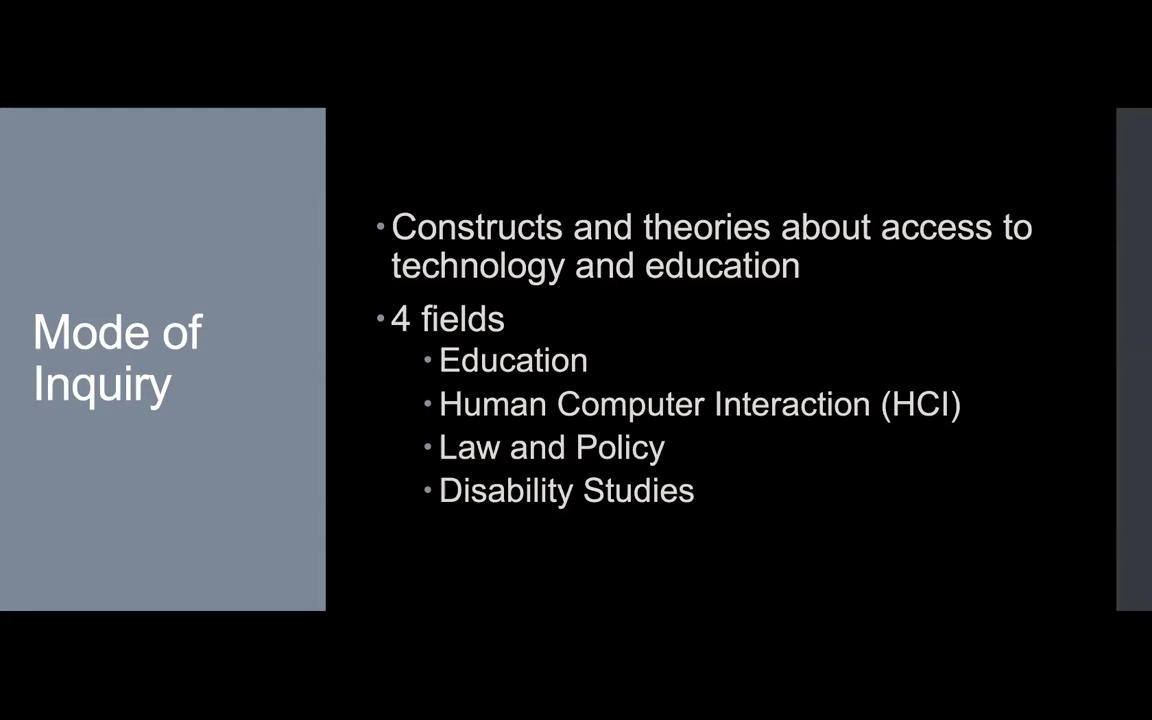 Mode of
Inquiry
Constructs and theories about access to
technology and education
4 fields
Education
Human Computer Interaction (HCI)
Law and Policy
Disability Studies